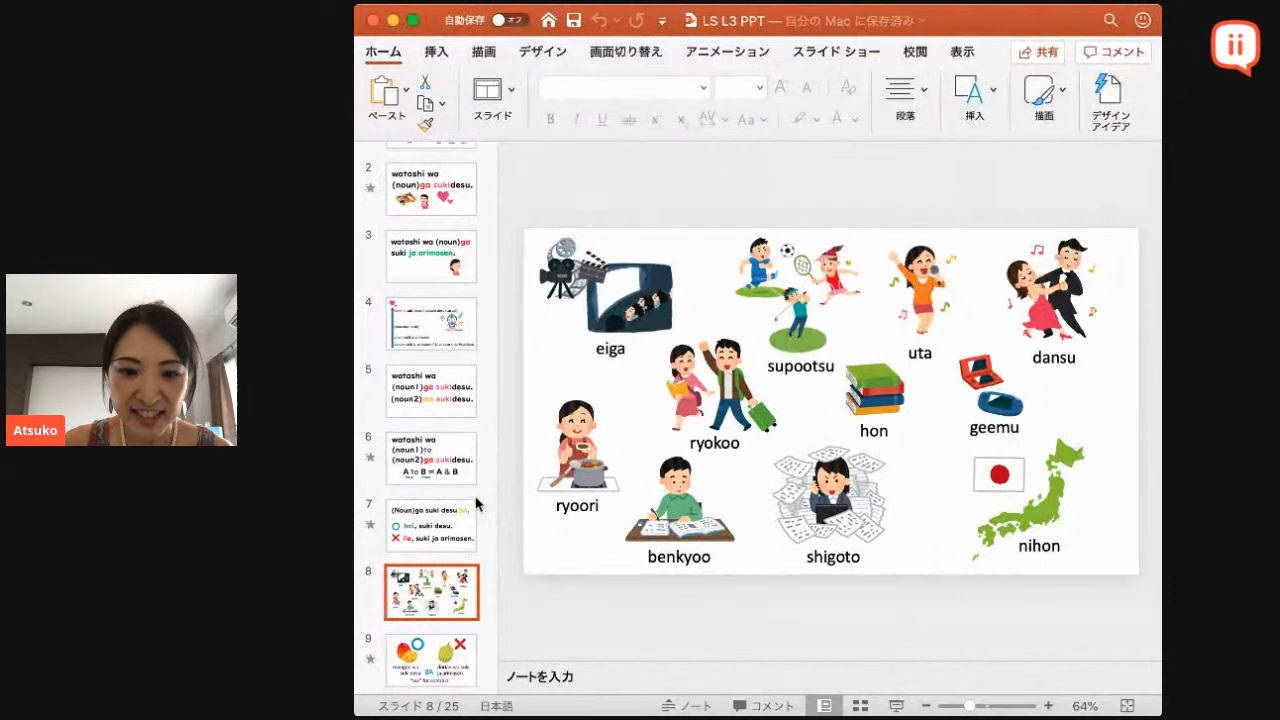 自動保存 オフ LS L3 PPT — 自分の Mac に保存済み
ホーム 挿入 描画 デザイン 画面切り替え アニメーション スライド ショー 校閲 表示 共有 コメント
ペースト スライド 段落 挿入 描画 デザイン
アイデア
B I U ab x x AV Aa A
2
watashi wa
(noun)ga sukidesu.
3
watashi wa (noun)ga
suki ja arimasen.
4
5
watashi wa
(noun1)ga sukidesu.
(noun2)mo sukidesu.
6
watashi wa
(noun1)to
(noun2)ga sukidesu.
A to B = A & B
7
(Noun)ga suki desu ka.
hai, suki desu.
iie, suki ja arimasen.
8
9
eiga
supootsu
uta
dansu
ryokoo
hon
geemu
ryoori
benkyoo
shigoto
nihon
Atsuko
ノートを入力
スライド 8 / 25 日本語 ノート コメント 64%